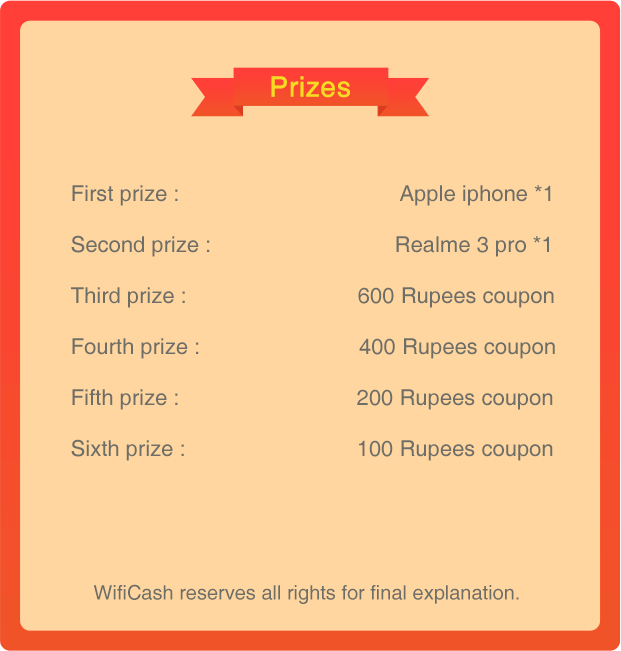 Prizes
First prize : Apple iphone *1
Second prize : Realme 3 pro *1
Third prize : 600 Rupees coupon
Fourth prize : 400 Rupees coupon
Fifth prize : 200 Rupees coupon
Sixth prize : 100 Rupees coupon
WifiCash reserves all rights for final explanation.